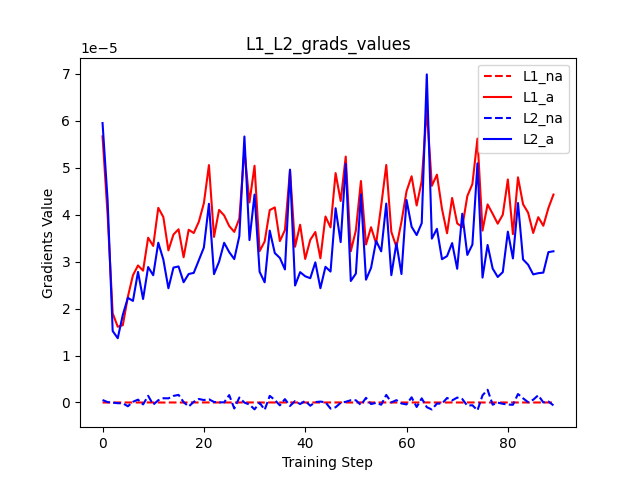 L1_L2_grads_values
1e−5
7
6
5
4
3
2
1
0
Gradients Value
0 20 40 60 80
Training Step
L1_na
L1_a
L2_na
L2_a